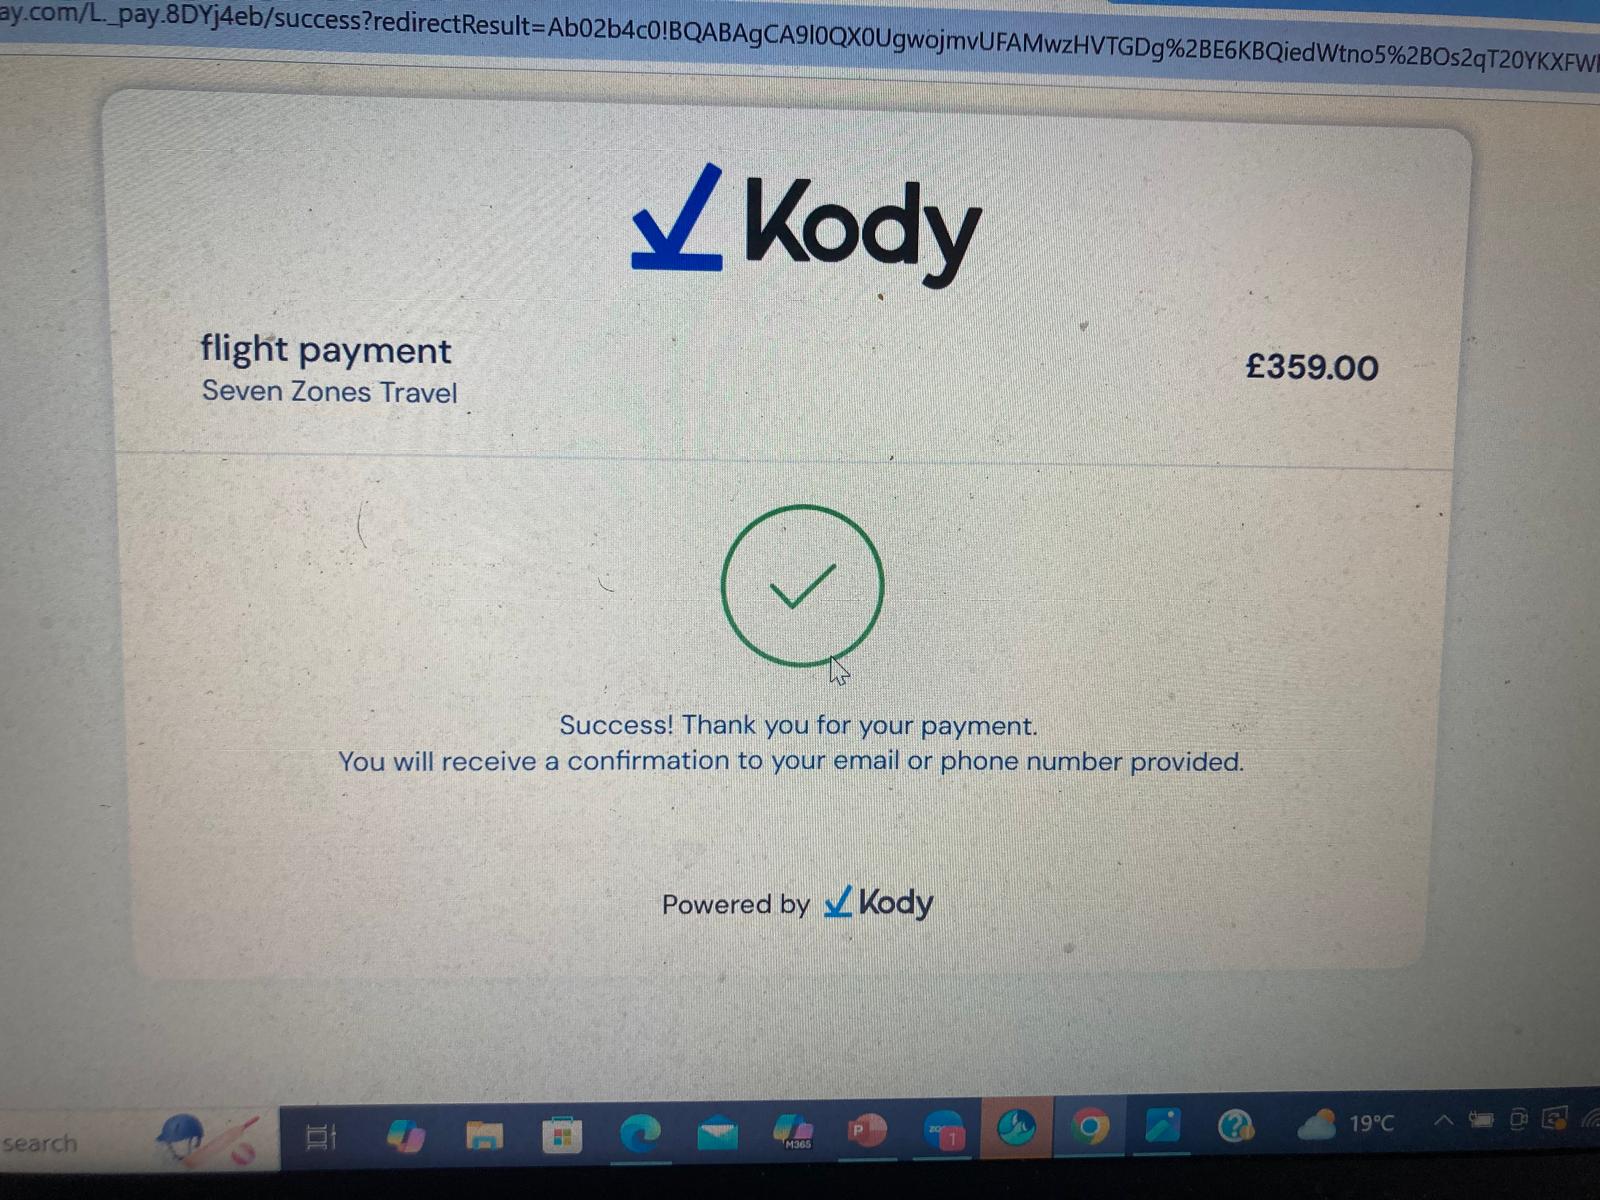 ay.com/L_pay.8DYj4eb/success?redirectResult=Ab02b4c0!BQABAgCA9I0QX0UgwojmvUFAMwzHVTGDg%2BE6KBQiedWtno5%2BOs2qT20YKXFW
Kody
flight payment
£359.00
Seven Zones Travel
Success! Thank you for your payment.
You will receive a confirmation to your email or phone number provided.
Powered by Kody
search
M365
P
1
19°C